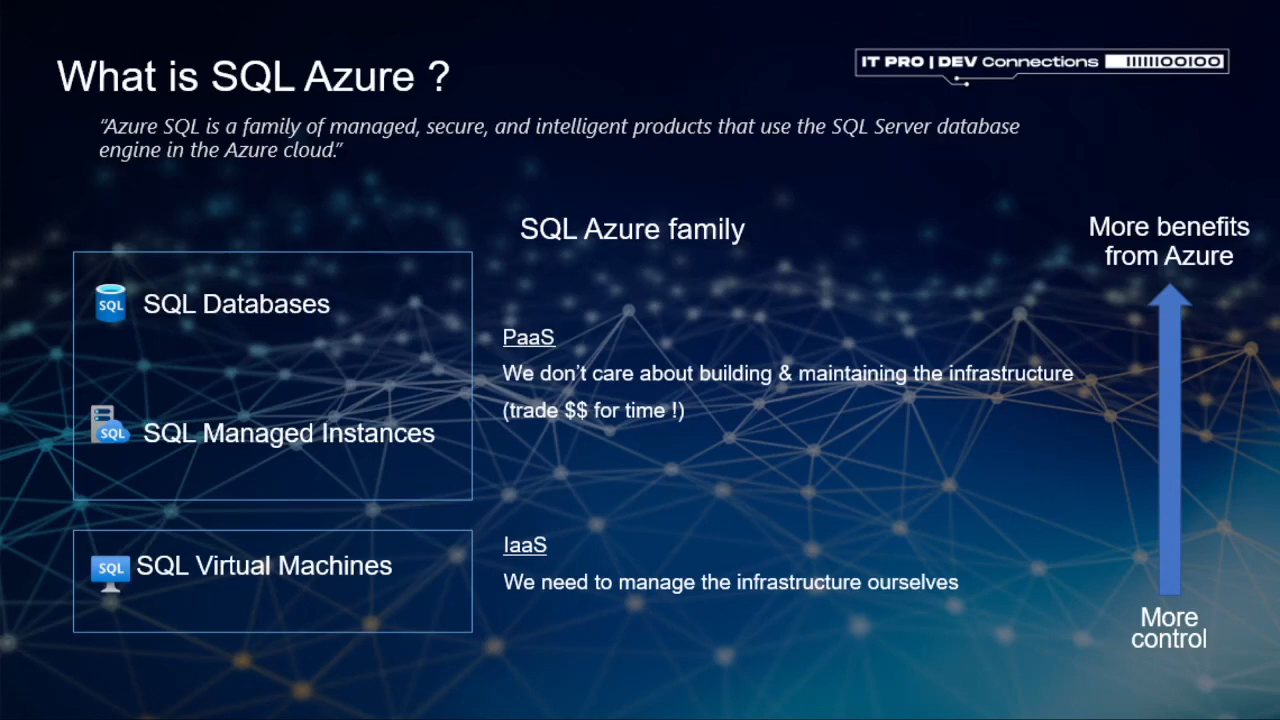 What is SQL Azure ?
IT PRO | DEV Connections IIIIIIOOIOO
“Azure SQL is a family of managed, secure, and intelligent products that use the SQL Server database
engine in the Azure cloud.”
SQL Azure family
More benefits
from Azure
SQL
SQL Databases
PaaS
We don’t care about building & maintaining the infrastructure
(trade $$ for time !)
SQL
SQL Managed Instances
IaaS
SQL
SQL Virtual Machines
We need to manage the infrastructure ourselves
More
control